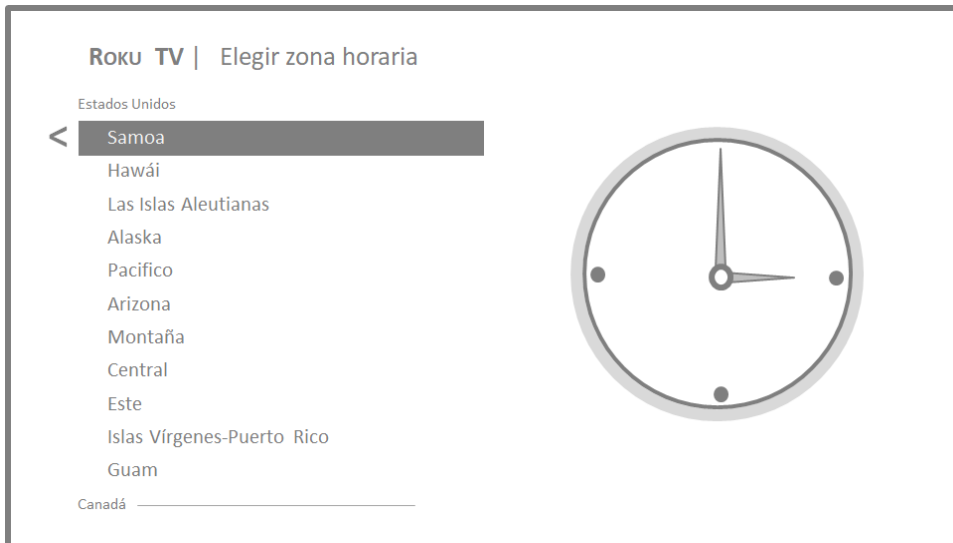 ROKU TV | Elegir zona horaria
Estados Unidos
<
Samoa
Hawái
Las Islas Aleutianas
Alaska
Pacifico
Arizona
Montaña
Central
Este
Islas Vírgenes-Puerto Rico
Guam
Canadá